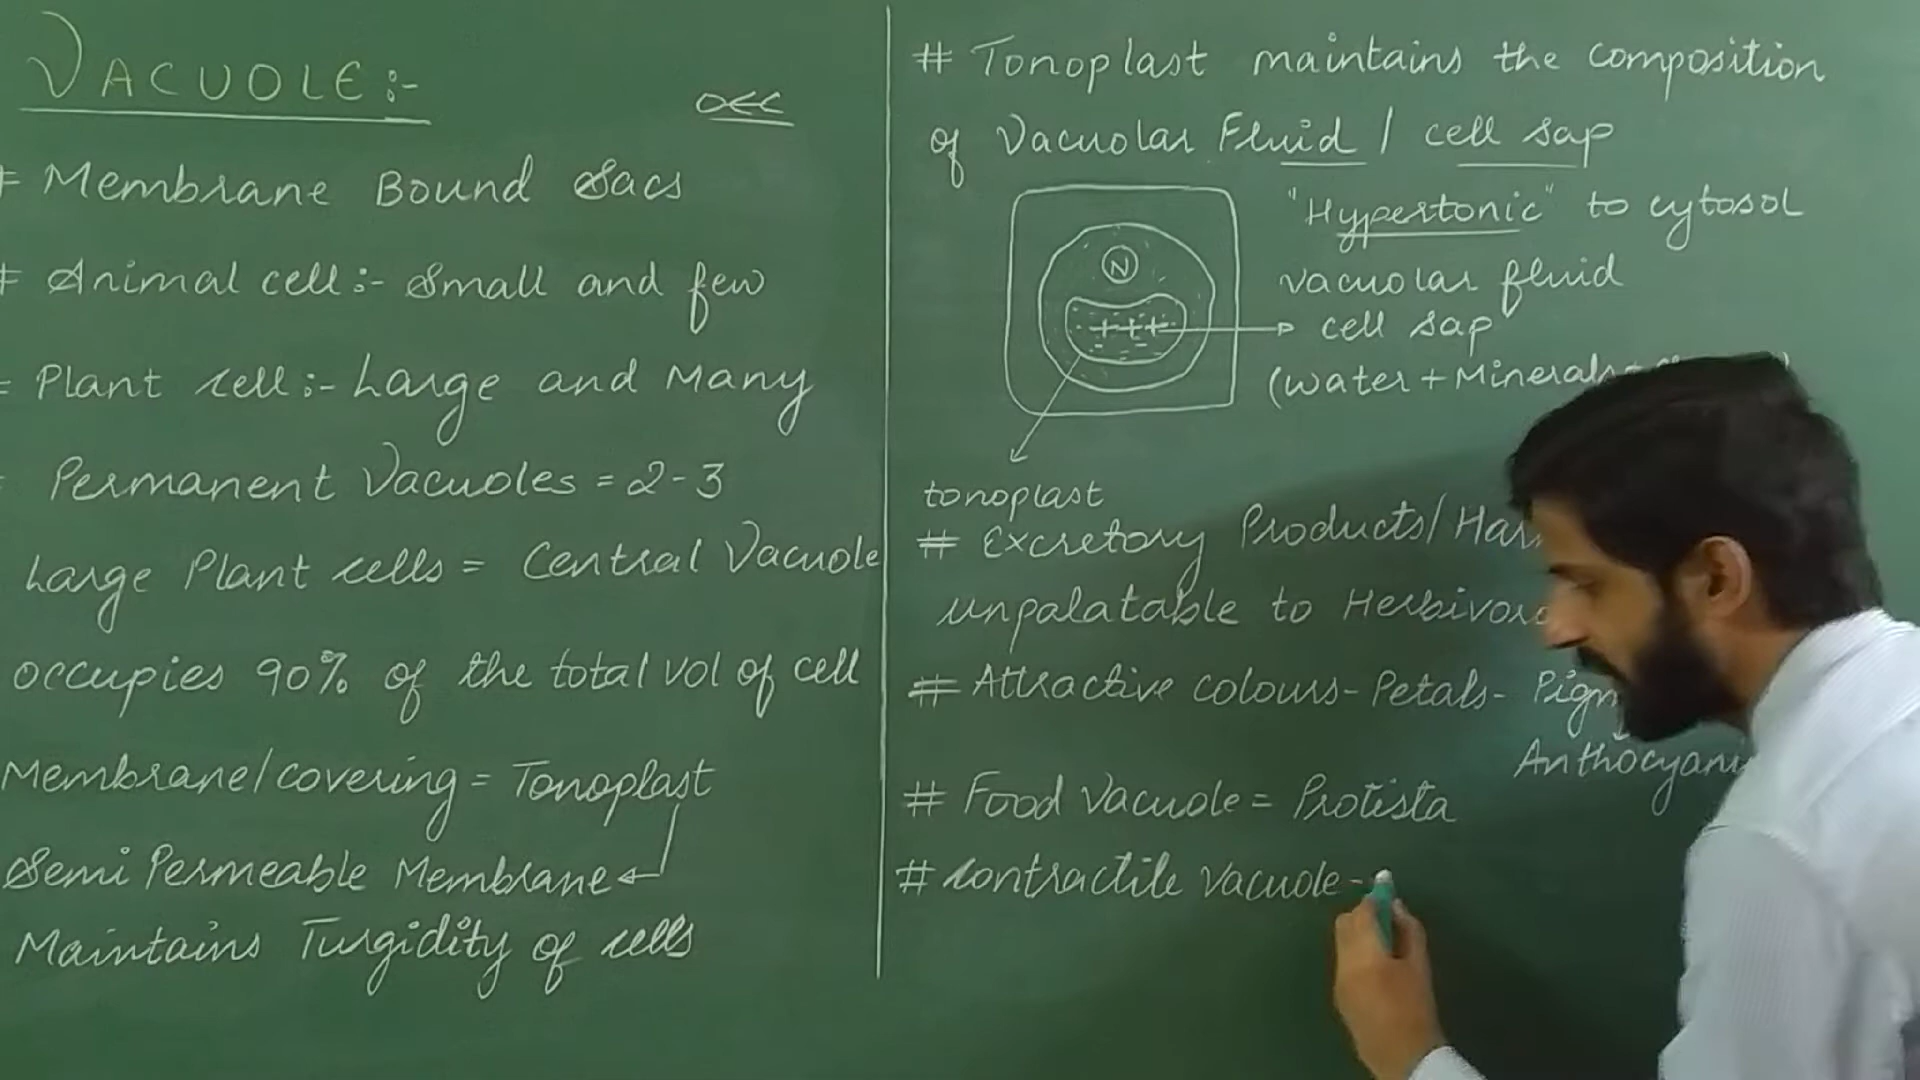 VACUOLE:-
# Membrane Bound Sacs
# Animal cell:- Small and few
= Plant cell:- Large and Many
Permanent Vacuoles = 2-3
Large Plant cells = Central Vacuole
occupies 90% of the total vol of cell
Membrane/covering = Tonoplast
Semi Permeable Membrane
Maintains Turgidity of cells
# Tonoplast maintains the composition
of Vacuolar Fluid / cell sap
"Hypertonic" to cytosol
N
vacuolar fluid
+++
cell sap
(water + Minerals +
tonoplast
# Excretory Products/
unpalatable to
# Attractive colours - Petals -
# Food Vacuole = Protista
# contractile vacuole -